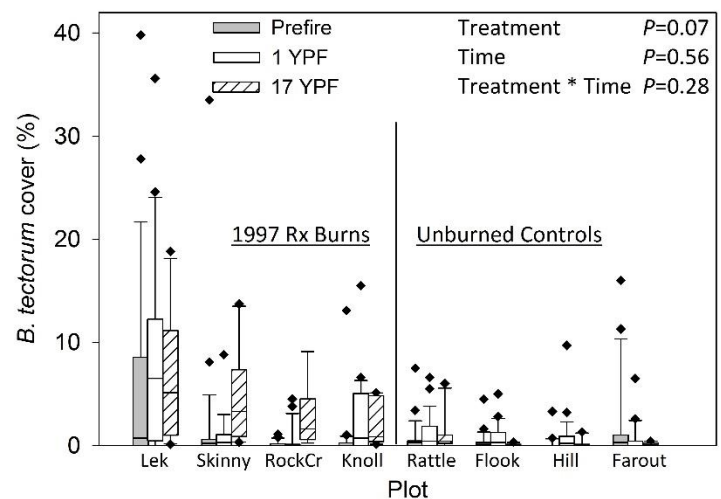 40
30
20
10
0
B. tectorum cover (%)
Prefire
1 YPF
17 YPF
Treatment P=0.07
Time P=0.56
Treatment * Time P=0.28
1997 Rx Burns
Unburned Controls
Lek Skinny RockCr Knoll Rattle Flook Hill Farout
Plot